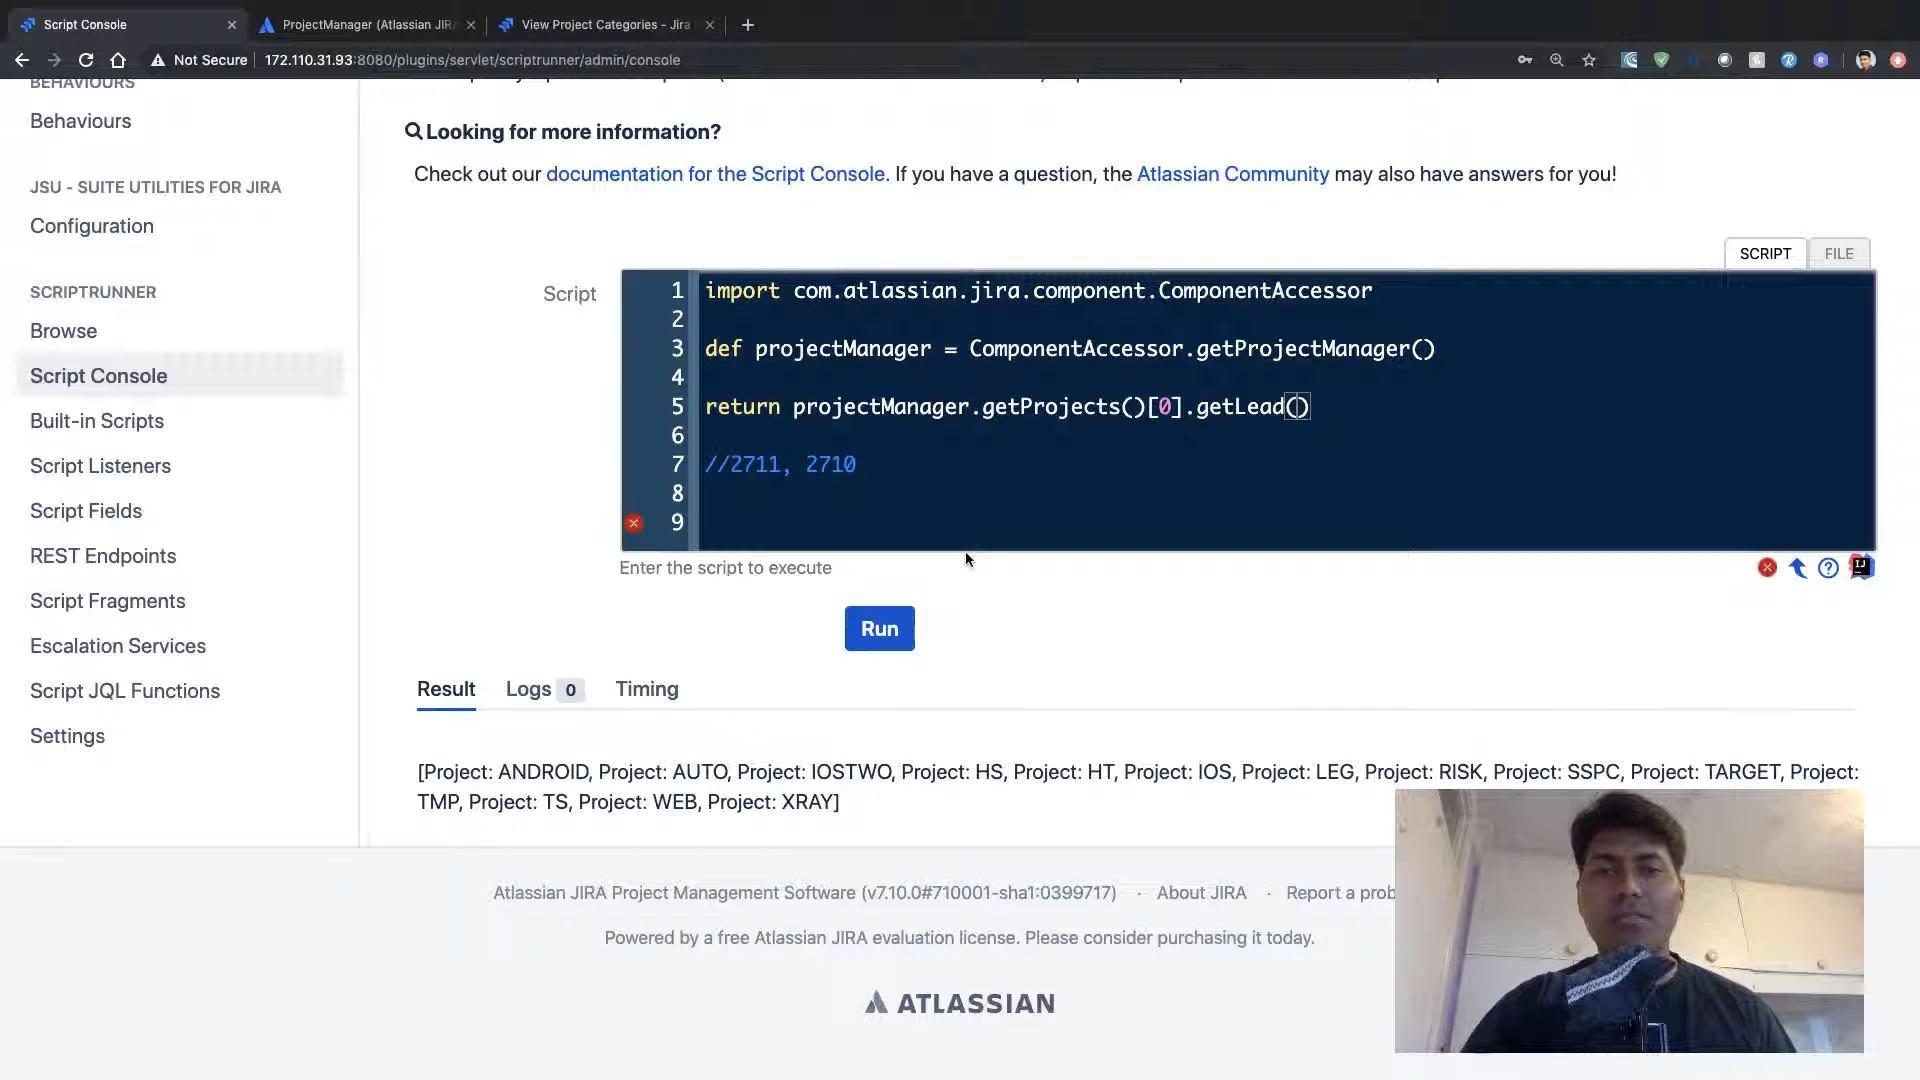 Script Console
ProjectManager (Atlassian JIR
View Project Categories - Jira
Not Secure
172.110.31.93:8080/plugins/servlet/scriptrunner/admin/console
BEHAVIOURS
Behaviours
JSU - SUITE UTILITIES FOR JIRA
Configuration
SCRIPTRUNNER
Browse
Script Console
Built-in Scripts
Script Listeners
Script Fields
REST Endpoints
Script Fragments
Escalation Services
Script JQL Functions
Settings
Looking for more information?
Check out our documentation for the Script Console. If you have a question, the Atlassian Community may also have answers for you!
SCRIPT
FILE
Script
1 import com.atlassian.jira.component.ComponentAccessor
2
3 def projectManager = ComponentAccessor.getProjectManager()
4
5 return projectManager.getProjects()[0].getLead()
6
7 //2711, 2710
8
9
Enter the script to execute
Run
Result
Logs 0
Timing
[Project: ANDROID, Project: AUTO, Project: IOSTWO, Project: HS, Project: HT, Project: IOS, Project: LEG, Project: RISK, Project: SSPC, Project: TARGET, Project:
TMP, Project: TS, Project: WEB, Project: XRAY]
Atlassian JIRA Project Management Software (v7.10.0#710001-sha1:0399717) · About JIRA · Report a prob
Powered by a free Atlassian JIRA evaluation license. Please consider purchasing it today.
ATLASSIAN